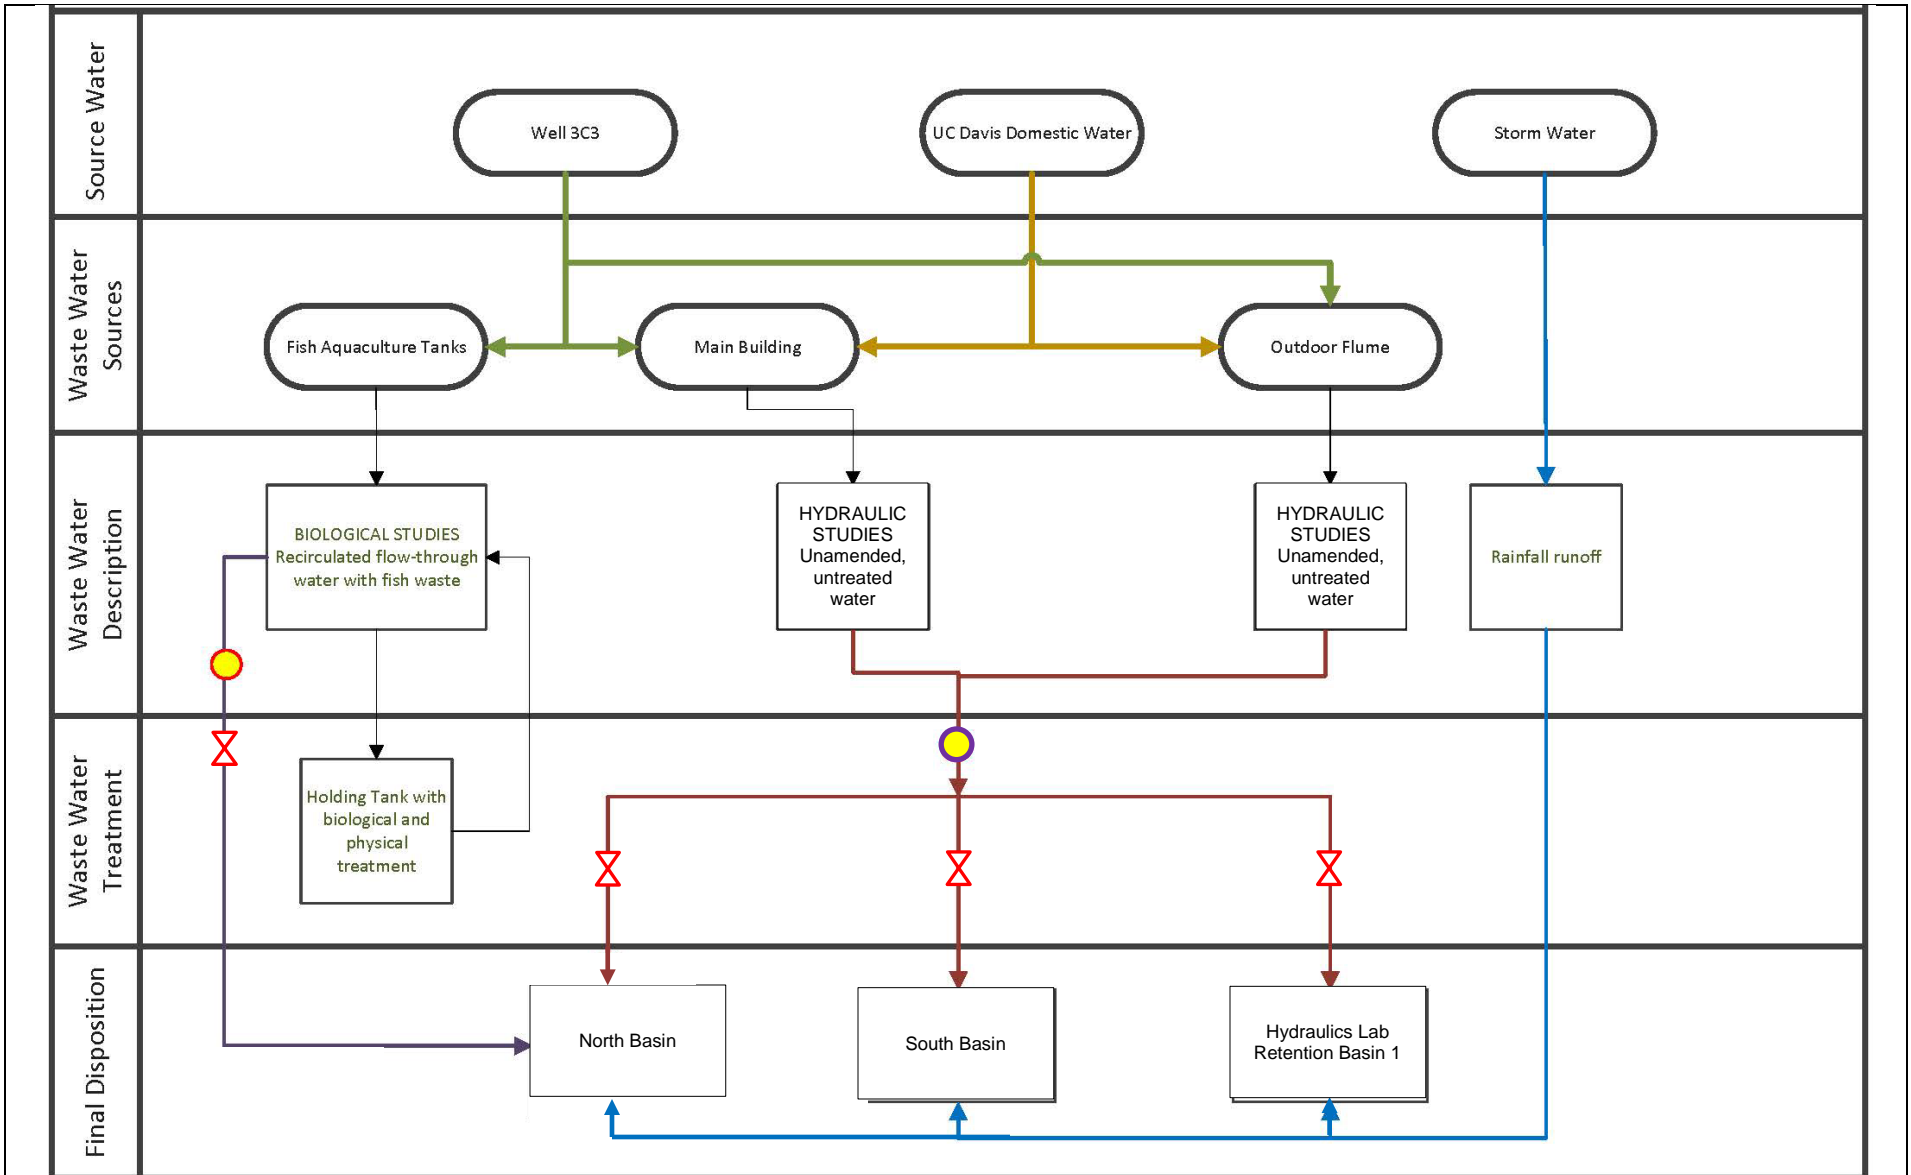 Source Water
Well 3C3
UC Davis Domestic Water
Storm Water
Waste Water
Sources
Fish Aquaculture Tanks
Main Building
Outdoor Flume
Waste Water
Description
BIOLOGICAL STUDIES
Recirculated flow-through
water with fish waste
HYDRAULIC
STUDIES
Unamended,
untreated
water
HYDRAULIC
STUDIES
Unamended,
untreated
water
Rainfall runoff
Waste Water
Treatment
Holding Tank with
biological and
physical
treatment
Final Disposition
North Basin
South Basin
Hydraulics Lab
Retention Basin 1